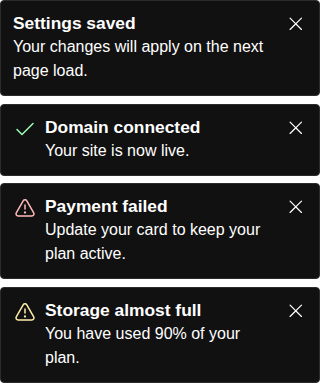 Settings saved
Your changes will apply on the next
page load.
Domain connected
Your site is now live.
Payment failed
Update your card to keep your
plan active.
Storage almost full
You have used 90% of your
plan.